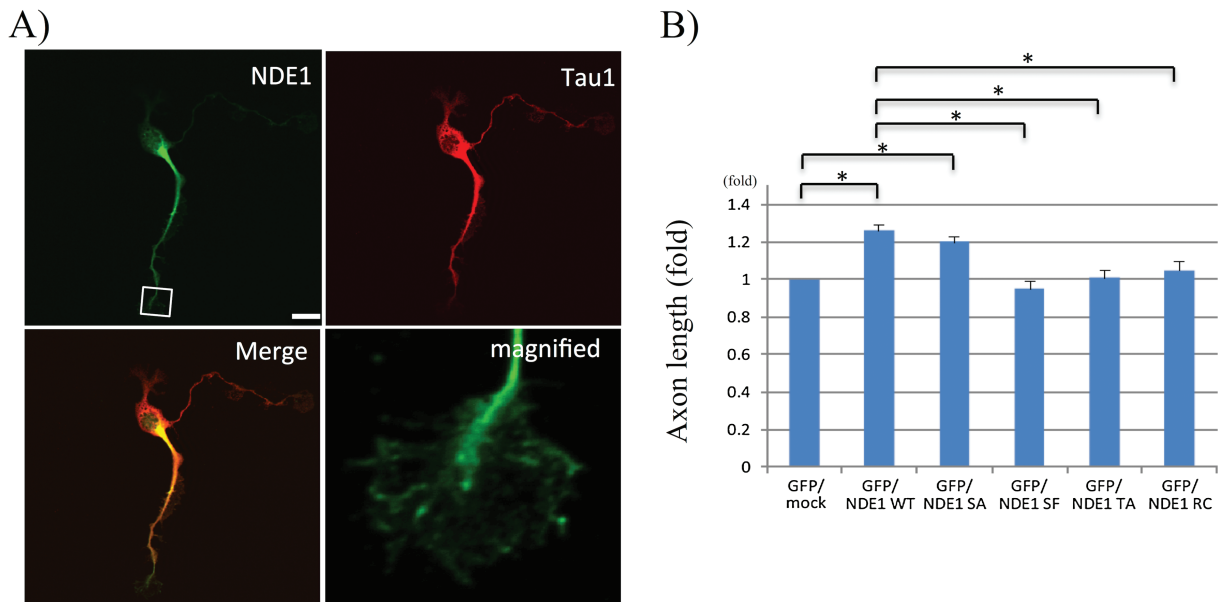 A)
NDE1
Tau1
Merge
magnified
B)
*
*
*
*
*
(fold)
Axon length (fold)
1.4
1.2
1
0.8
0.6
0.4
0.2
0
GFP/
mock
GFP/
NDE1 WT
GFP/
NDE1 SA
GFP/
NDE1 SF
GFP/
NDE1 TA
GFP/
NDE1 RC